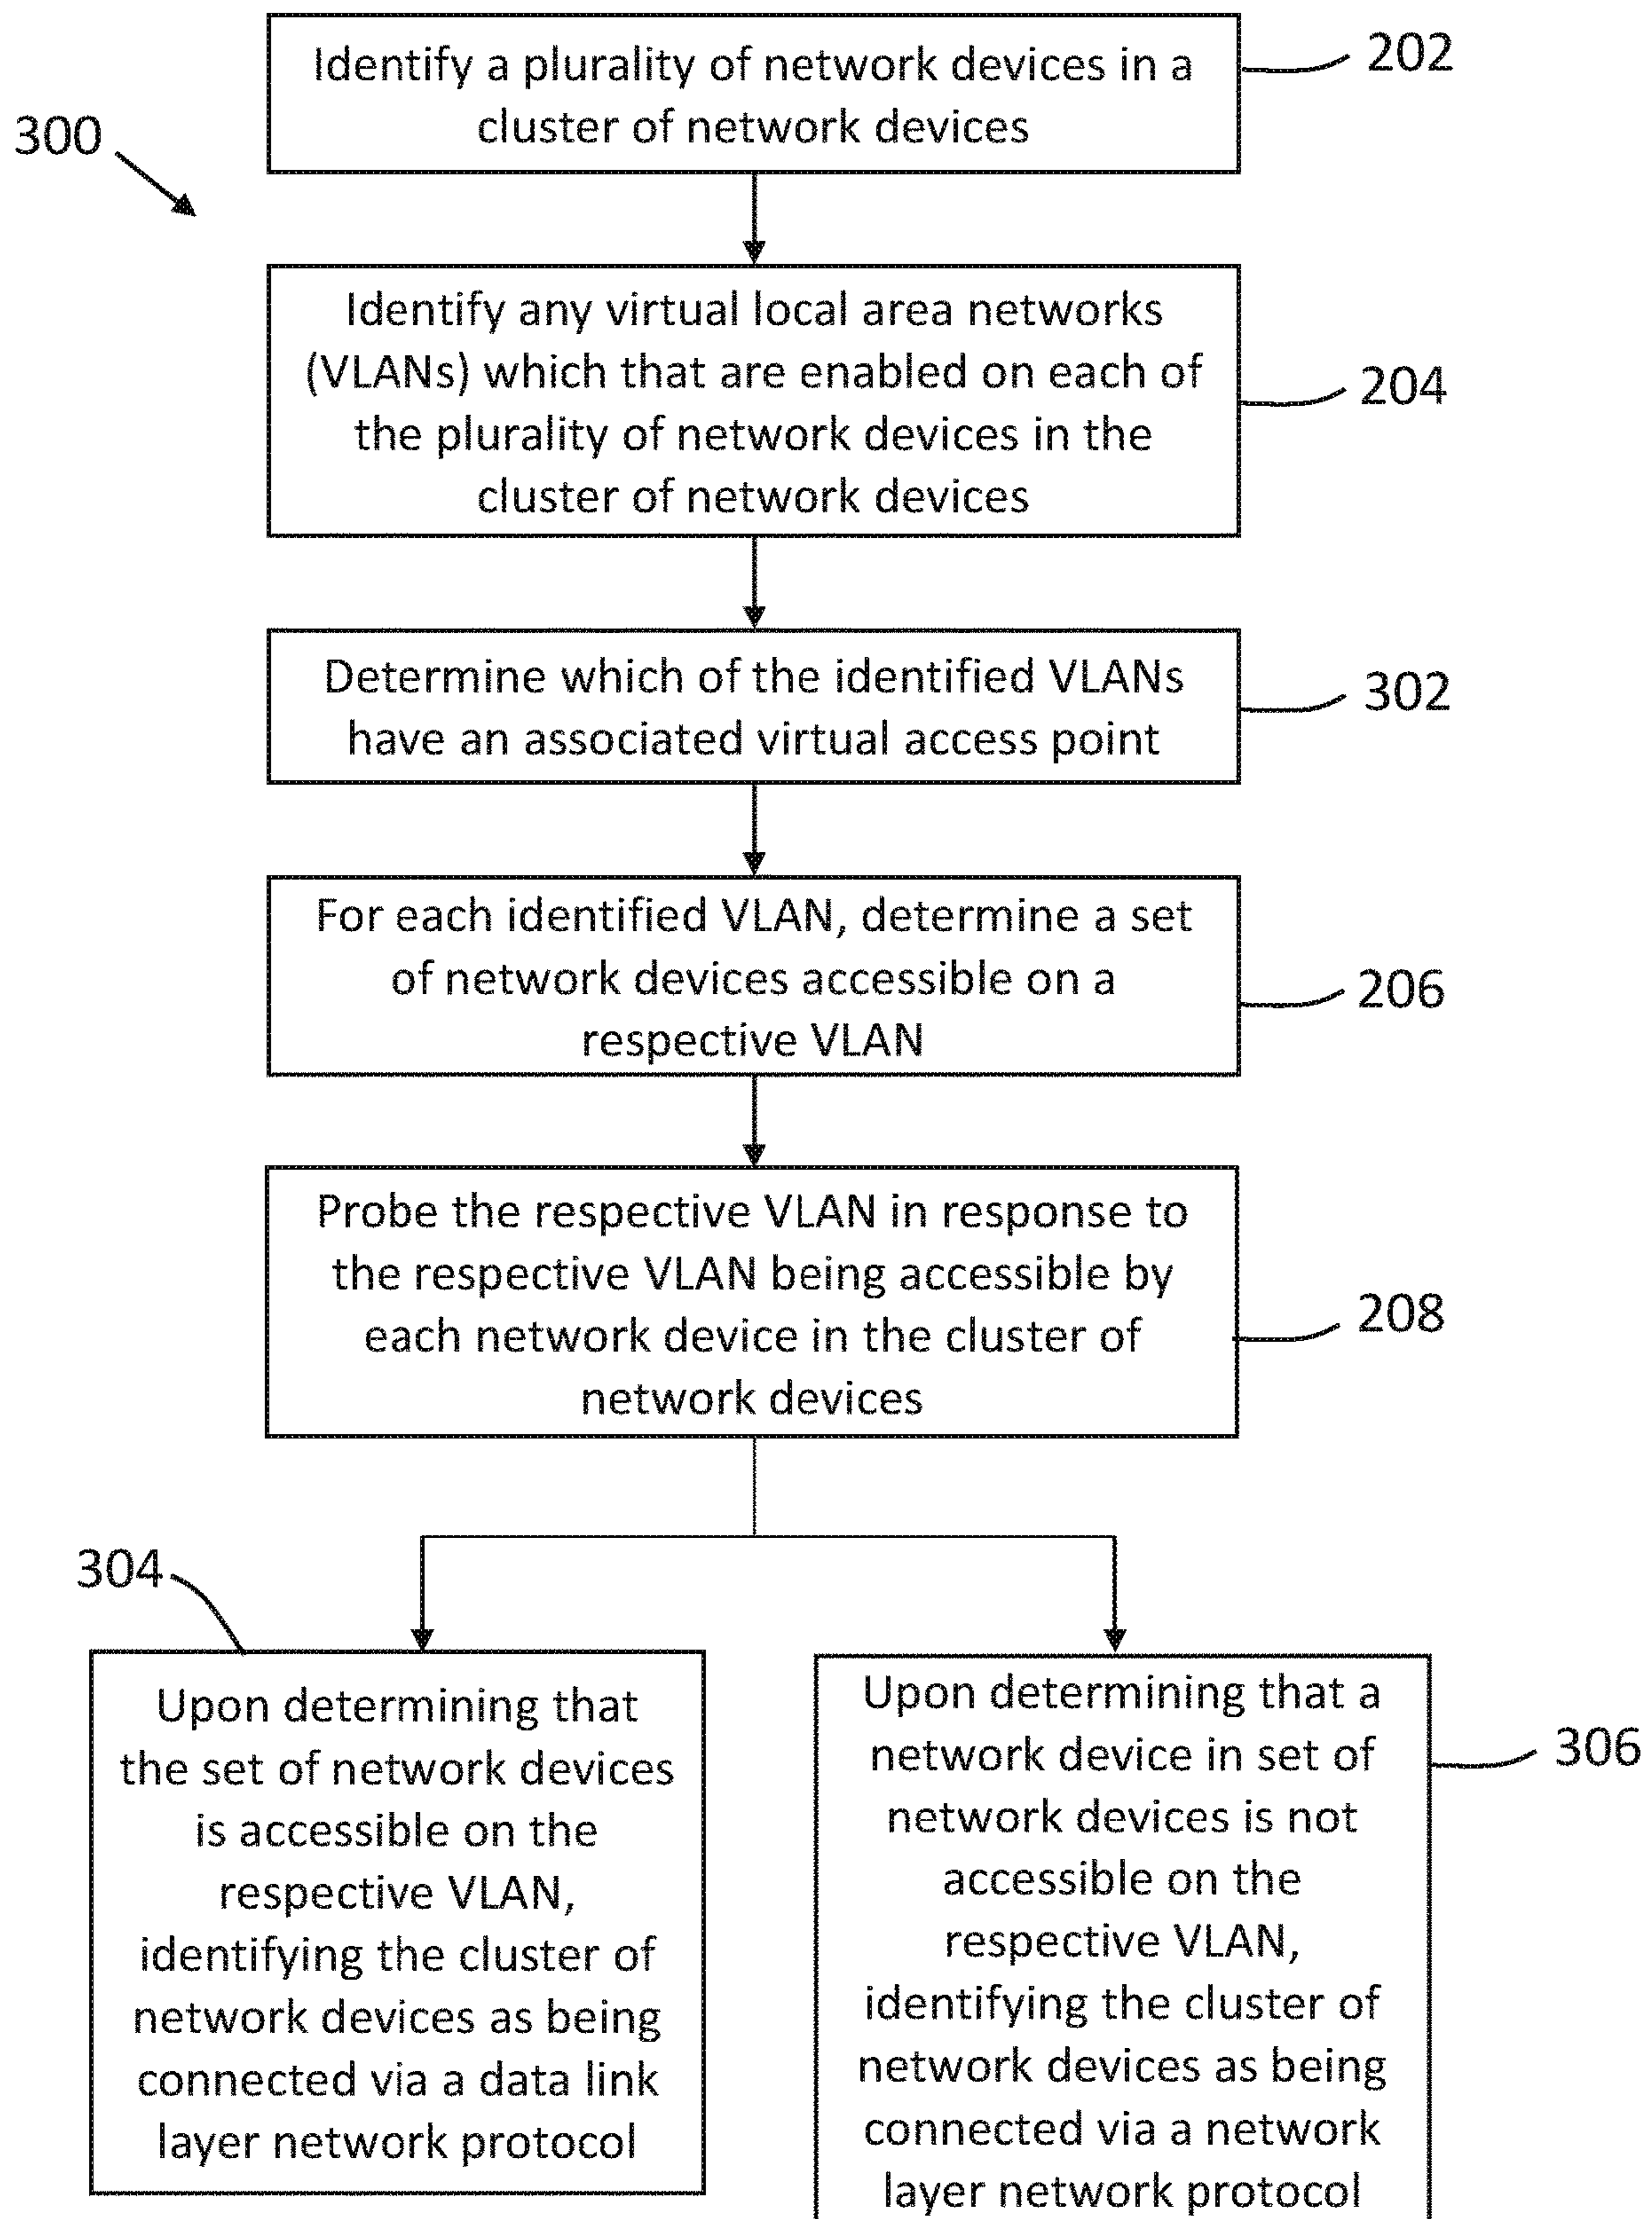 Identify a plurality of network devices in a
cluster of network devices
202
300
Identify any virtual local area networks
(VLANs) which that are enabled on each of
the plurality of network devices in the
cluster of network devices
204
Determine which of the identified VLANs
have an associated virtual access point
302
For each identified VLAN, determine a set
of network devices accessible on a
respective VLAN
206
Probe the respective VLAN in response to
the respective VLAN being accessible by
each network device in the cluster of
network devices
208
304
Upon determining that
the set of network devices
is accessible on the
respective VLAN,
identifying the cluster of
network devices as being
connected via a data link
layer network protocol
Upon determining that a
network device in set of
network devices is not
accessible on the
respective VLAN,
identifying the cluster of
network devices as being
connected via a network
layer network protocol
306